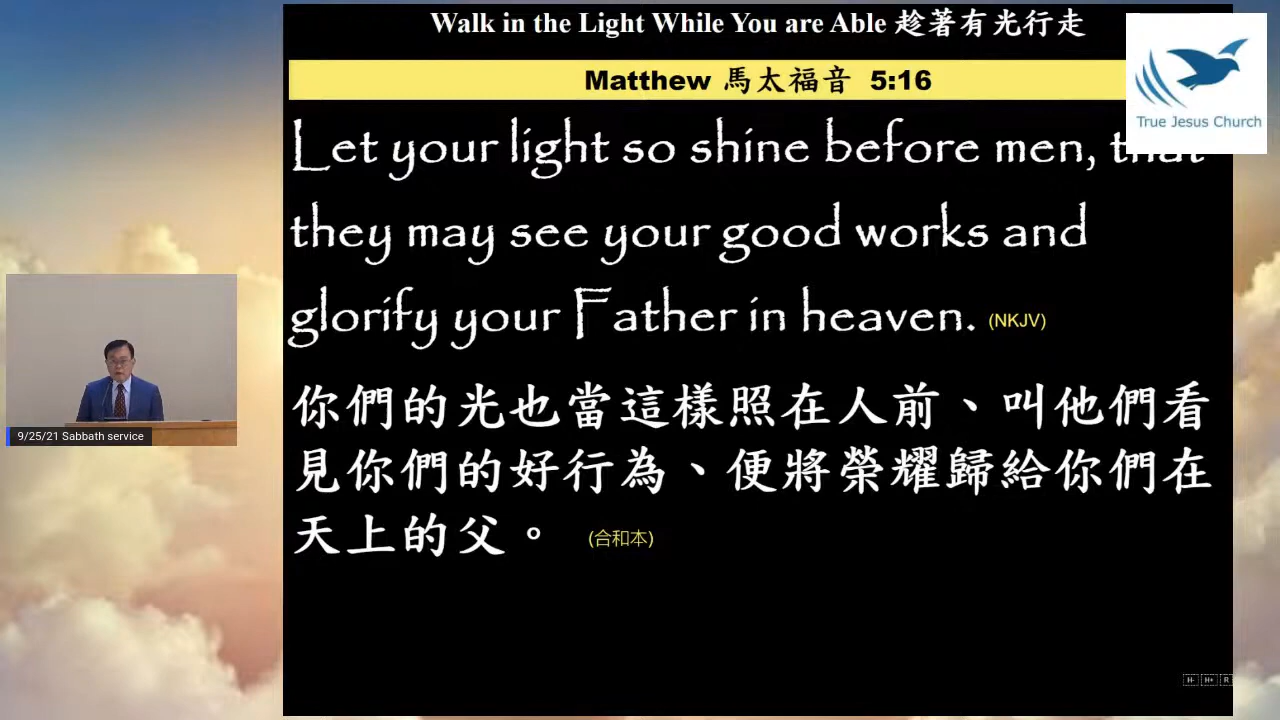 Walk in the Light While You are Able 趁著有光行走
Matthew 馬太福音 5:16
True Jesus Church
Let your light so shine before men, that
they may see your good works and
glorify your Father in heaven. (NKJV)
你們的光也當這樣照在人前、叫他們看
見你們的好行為、便將榮耀歸給你們在
天上的父。 (合和本)
9/25/21 Sabbath service
H- H+ R